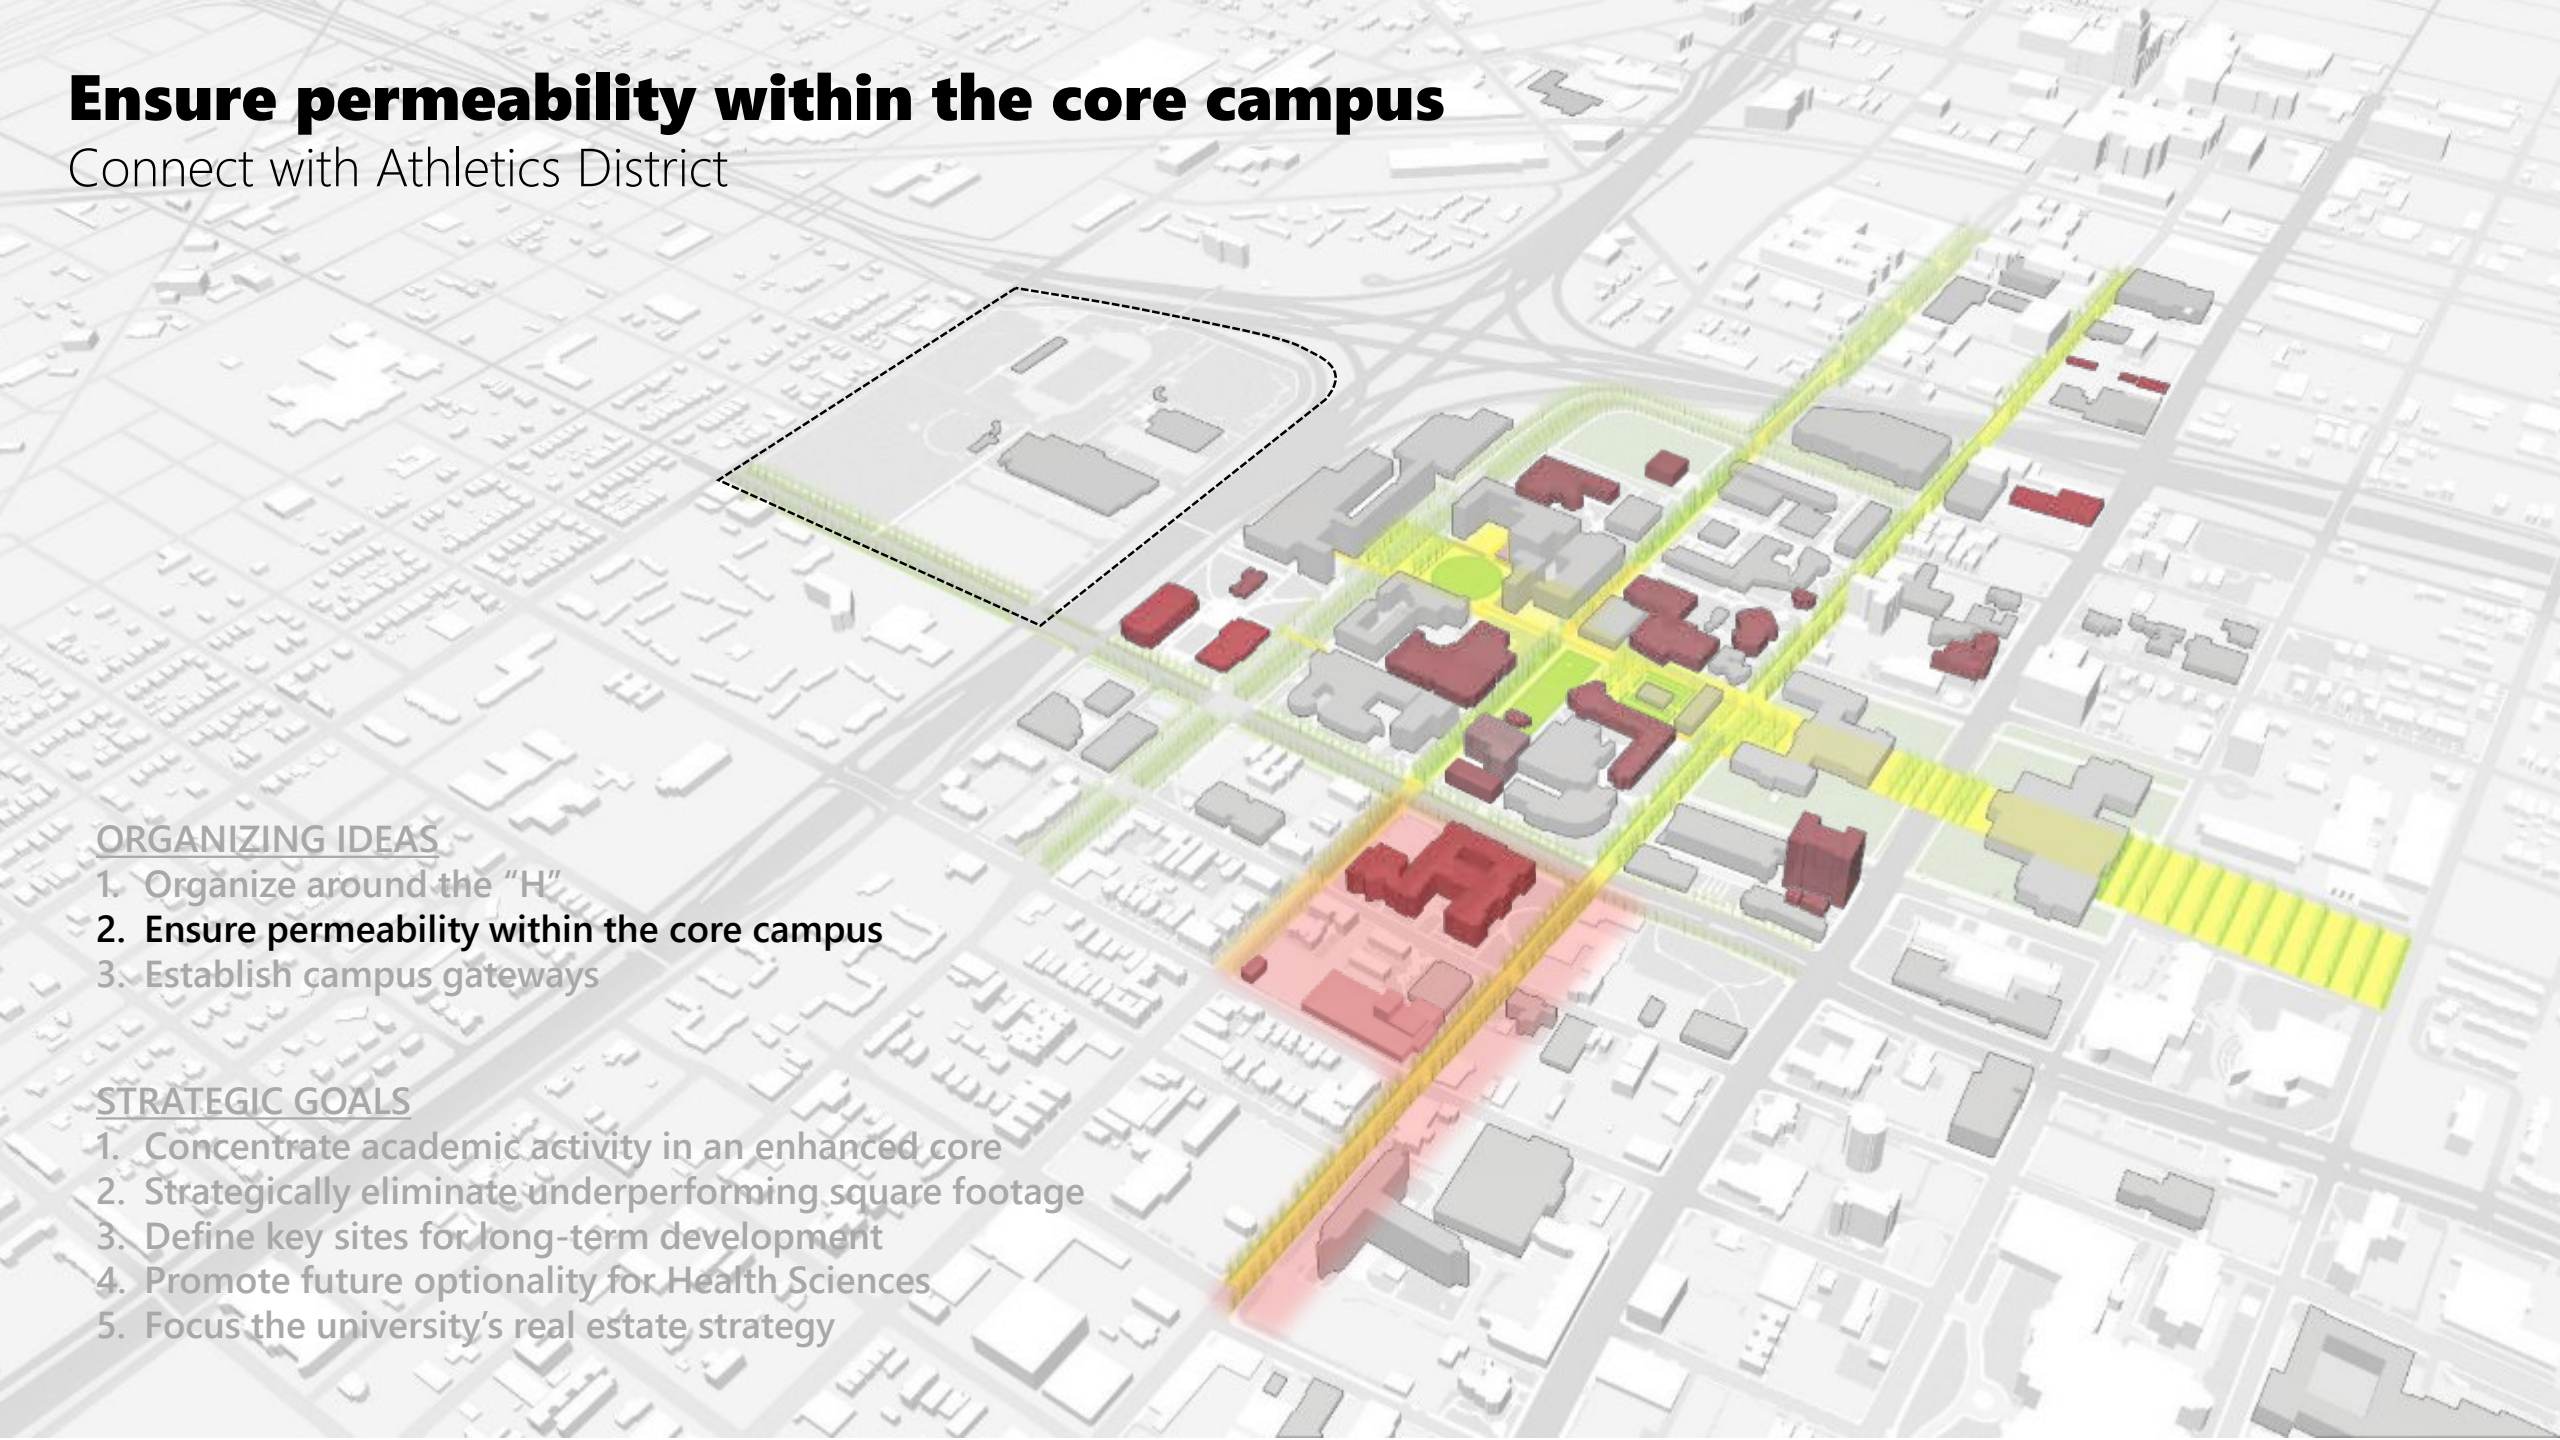 Ensure permeability within the core campus
Connect with Athletics District
ORGANIZING IDEAS
1. Organize around the “H”
2. Ensure permeability within the core campus
3. Establish campus gateways
STRATEGIC GOALS
1. Concentrate academic activity in an enhanced core
2. Strategically eliminate underperforming square footage
3. Define key sites for long-term development
4. Promote future optionality for Health Sciences
5. Focus the university’s real estate strategy